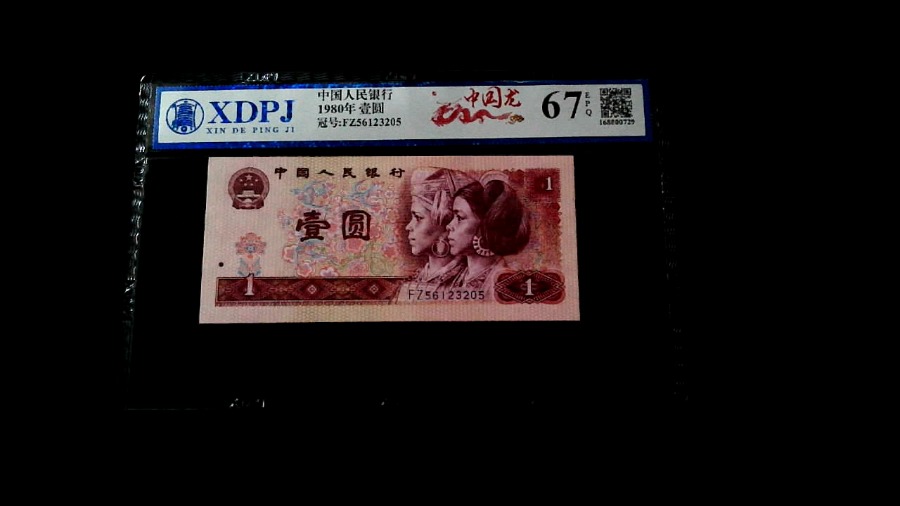 XDPJ
XIN DE PING JI
中国人民银行
1980年 壹圆
冠号:FZ56123205
中国龙
67 EPQ
168800729
中国人民银行
1
壹圆
1
FZ56123205
1